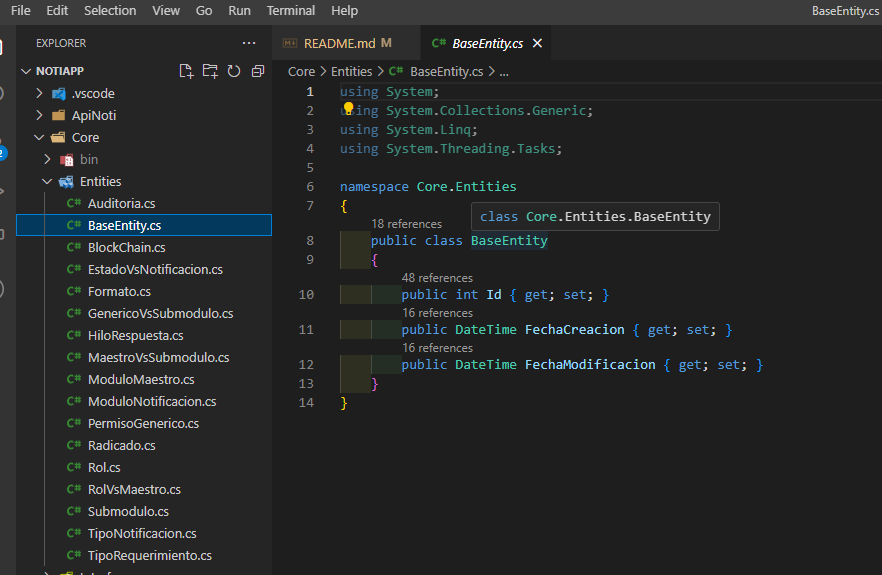 File Edit Selection View Go Run Terminal Help BaseEntity.cs
EXPLORER ...
README.md M
C# BaseEntity.cs
NOTIAPP
Core > Entities > C# BaseEntity.cs > ...
.vscode
ApiNoti
Core
bin
Entities
C# Auditoria.cs
C# BaseEntity.cs
C# BlockChain.cs
C# EstadoVsNotificacion.cs
C# Formato.cs
C# GenericoVsSubmodulo.cs
C# HiloRespuesta.cs
C# MaestroVsSubmodulo.cs
C# ModuloMaestro.cs
C# ModuloNotificacion.cs
C# PermisoGenerico.cs
C# Radicado.cs
C# Rol.cs
C# RolVsMaestro.cs
C# Submodulo.cs
C# TipoNotificacion.cs
C# TipoRequerimiento.cs
1 using System;
2 using System.Collections.Generic;
3 using System.Linq;
4 using System.Threading.Tasks;
5
6 namespace Core.Entities
7 {
class Core.Entities.BaseEntity
18 references
8 public class BaseEntity
9 {
48 references
10 public int Id { get; set; }
16 references
11 public DateTime FechaCreacion { get; set; }
16 references
12 public DateTime FechaModificacion { get; set; }
13 }
14 }